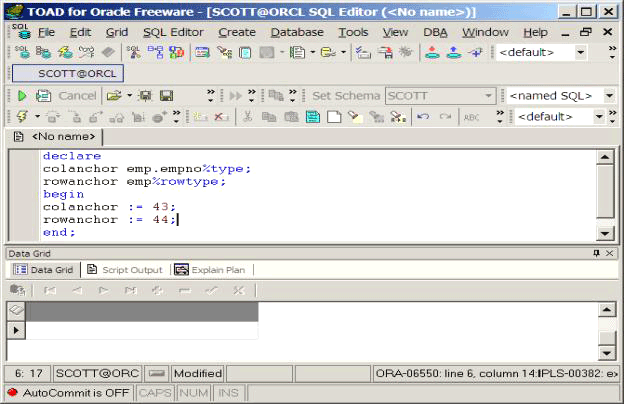 TOAD for Oracle Freeware - [SCOTT@ORCL SQL Editor (<No name>)]
File Edit Grid SQL Editor Create Database Tools View DBA Window Help
<default>
SCOTT@ORCL
Cancel Set Schema SCOTT <named SQL>
ABC <default>
<No name>
declare
colanchor emp.empno%type;
rowanchor emp%rowtype;
begin
colanchor := 43;
rowanchor := 44;
end;
Data Grid
Data Grid Script Output Explain Plan
6: 17 SCOTT@ORC Modified ORA-06550: line 6, column 14:PLS-00382: ex
AutoCommit is OFF CAPS NUM INS